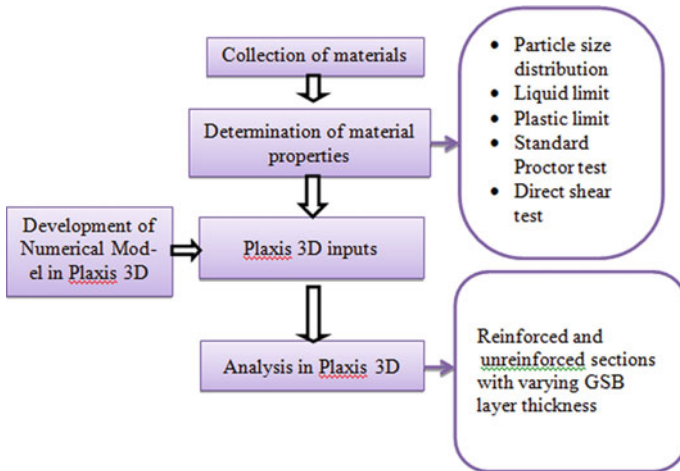 Collection of materials
Determination of material
properties
• Particle size
distribution
• Liquid limit
• Plastic limit
• Standard
Proctor test
• Direct shear
test
Development of
Numerical Mod-
el in Plaxis 3D
Plaxis 3D inputs
Analysis in Plaxis 3D
Reinforced and
unreinforced sections
with varying GSB
layer thickness